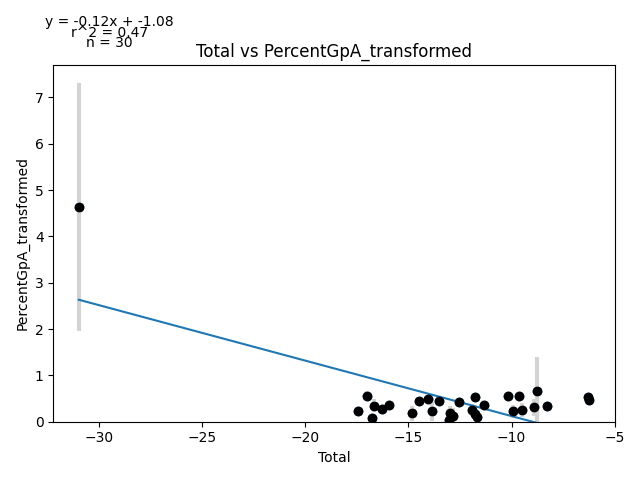 y = -0.12x + -1.08
r^2 = 0.47
n = 30
Total vs PercentGpA_transformed
7
6
5
4
3
2
1
0
PercentGpA_transformed
−30 −25 −20 −15 −10 −5
Total